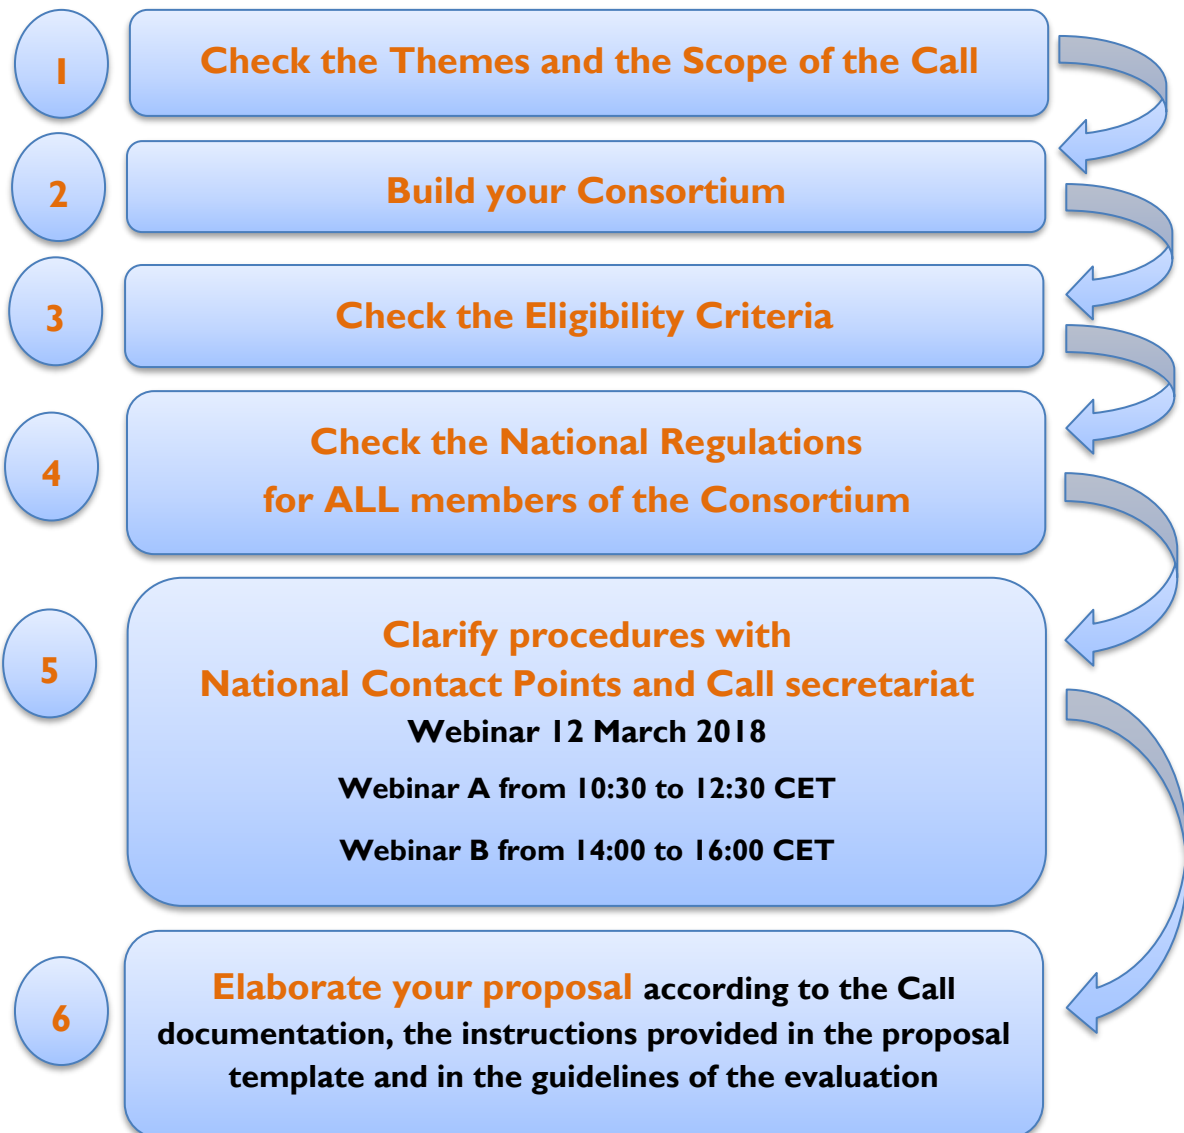 1
Check the Themes and the Scope of the Call
2
Build your Consortium
3
Check the Eligibility Criteria
4
Check the National Regulations
for ALL members of the Consortium
5
Clarify procedures with
National Contact Points and Call secretariat
Webinar 12 March 2018
Webinar A from 10:30 to 12:30 CET
Webinar B from 14:00 to 16:00 CET
6
Elaborate your proposal according to the Call
documentation, the instructions provided in the proposal
template and in the guidelines of the evaluation